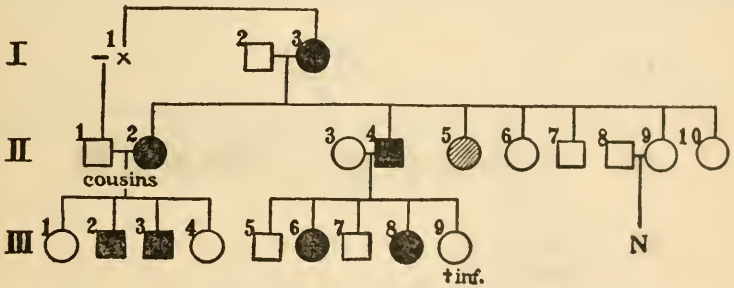 I 1 x 2 3
II 1 2 3 4 5 6 7 8 9 10
cousins
III 1 2 3 4 5 6 7 8 9 N
† inf.